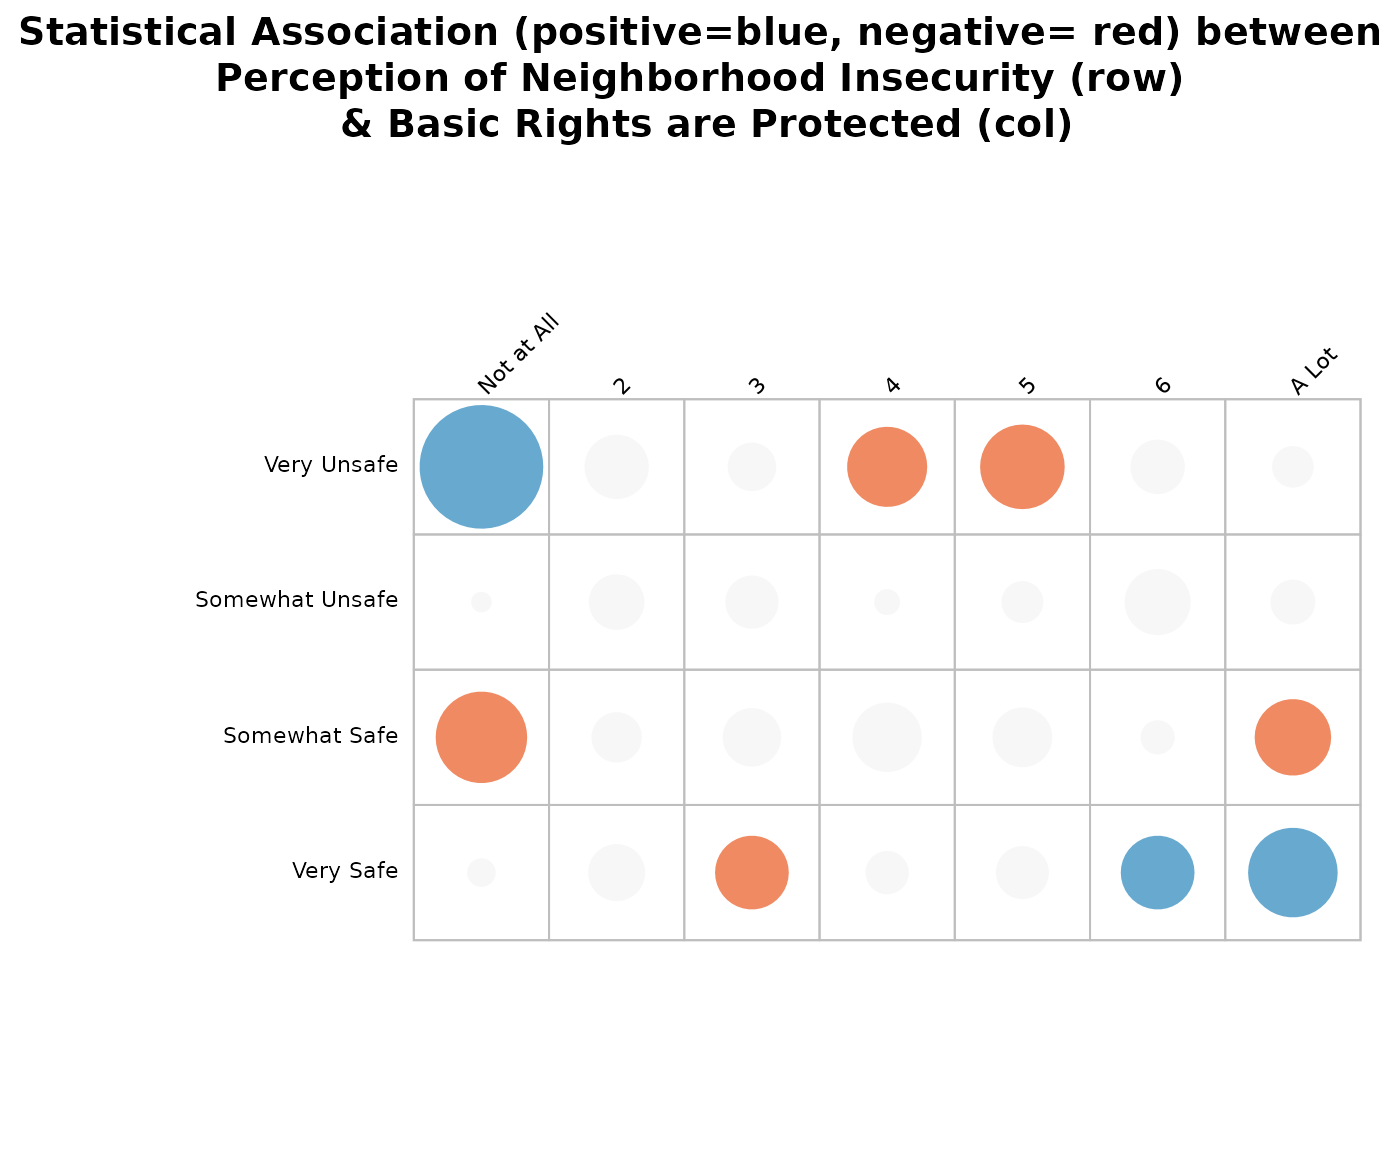 Statistical Association (positive=blue, negative= red) between
Perception of Neighborhood Insecurity (row)
& Basic Rights are Protected (col)
Not at All
2
3
4
5
6
A Lot
Very Unsafe
Somewhat Unsafe
Somewhat Safe
Very Safe